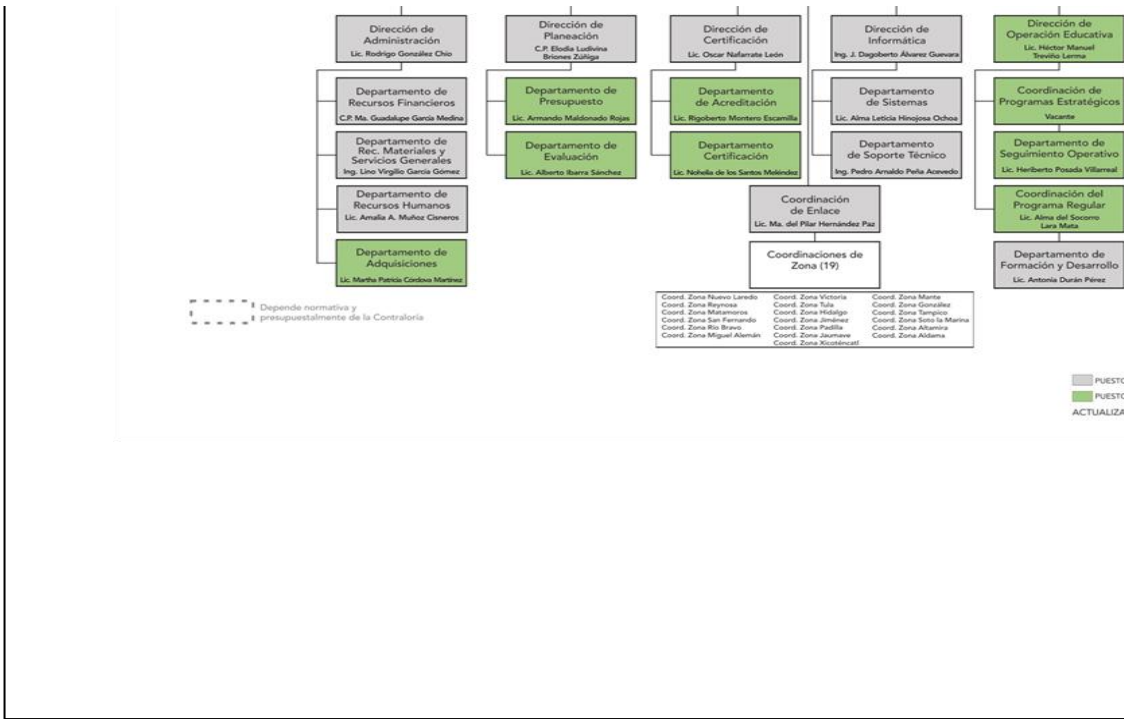 Dirección de
Administración
Lic. Rodrigo González Chio
Departamento de
Recursos Financieros
C.P. Ma. Guadalupe García Medina
Departamento de
Rec. Materiales y
Servicios Generales
Ing. Lino Virgilio García Gómez
Departamento de
Recursos Humanos
Lic. Amalia A. Muñoz Cisneros
Departamento de
Adquisiciones
Lic. Martha Patricia Córdova Martínez
Dirección de
Planeación
C.P. Elodia Ludivina
Briones Zúñiga
Departamento de
Presupuesto
Lic. Armando Maldonado Rojas
Departamento de
Evaluación
Lic. Alberto Ibarra Sánchez
Dirección de
Certificación
Lic. Oscar Nafarrate León
Departamento
de Acreditación
Lic. Rigoberto Montero Escamilla
Departamento
Certificación
Lic. Nohelia de los Santos Meléndez
Dirección de
Informática
Ing. J. Dagoberto Álvarez Guevara
Departamento
de Sistemas
Lic. Alma Leticia Hinojosa Ochoa
Departamento
de Soporte Técnico
Ing. Pedro Arnaldo Peña Acevedo
Coordinación
de Enlace
Lic. Ma. del Pilar Hernández Paz
Coordinaciones de
Zona (19)
Coord. Zona Nuevo Laredo
Coord. Zona Reynosa
Coord. Zona Matamoros
Coord. Zona San Fernando
Coord. Zona Río Bravo
Coord. Zona Miguel Alemán
Coord. Zona Victoria
Coord. Zona Tula
Coord. Zona Hidalgo
Coord. Zona Jiménez
Coord. Zona Padilla
Coord. Zona Jaumave
Coord. Zona Xicoténcatl
Coord. Zona Mante
Coord. Zona González
Coord. Zona Tampico
Coord. Zona Soto la Marina
Coord. Zona Altamira
Coord. Zona Aldama
Dirección de
Operación Educativa
Lic. Héctor Manuel
Treviño Lerma
Coordinación de
Programas Estratégicos
Vacante
Departamento de
Seguimiento Operativo
Lic. Heriberto Posada Villarreal
Coordinación del
Programa Regular
Lic. Alma del Socorro
Lara Mata
Departamento de
Formación y Desarrollo
Lic. Antonia Durán Pérez
Depende normativa y
presupuestalmente de la Contraloría
PUESTO
PUESTO
ACTUALIZA